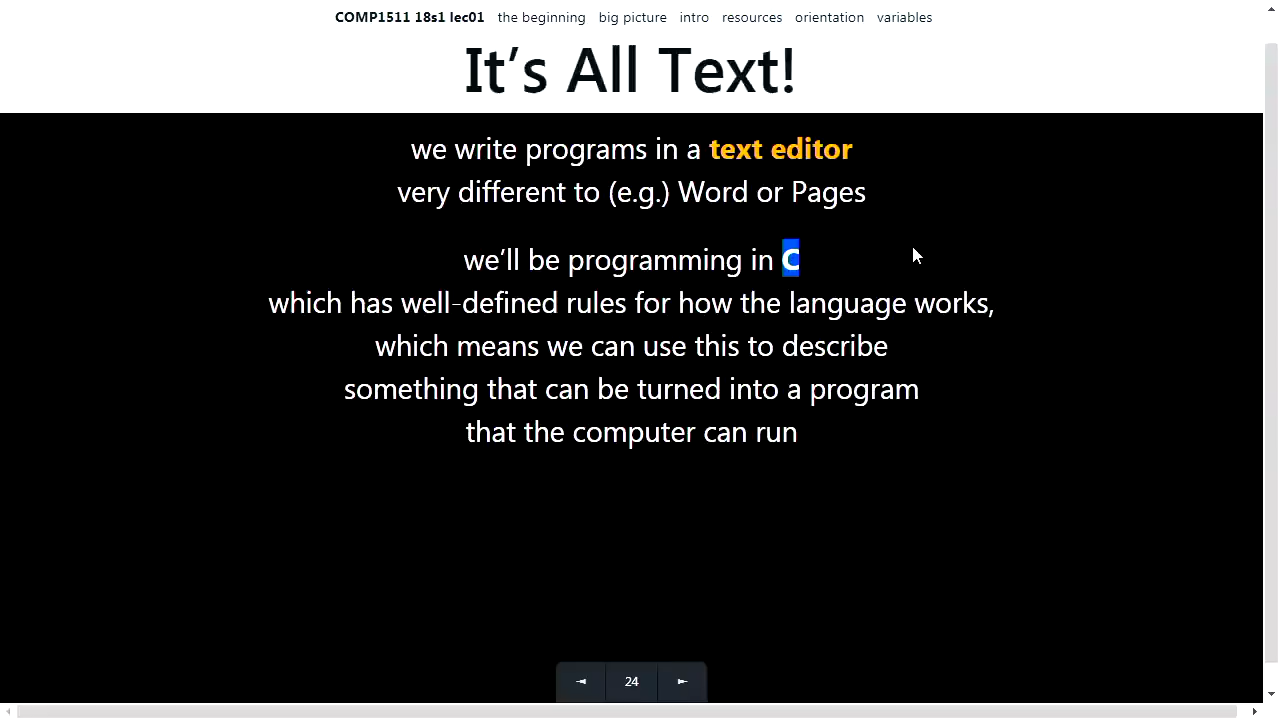 COMP1511 18s1 lec01 the beginning big picture intro resources orientation variables
It’s All Text!
we write programs in a text editor
very different to (e.g.) Word or Pages
we’ll be programming in C
which has well-defined rules for how the language works,
which means we can use this to describe
something that can be turned into a program
that the computer can run
24